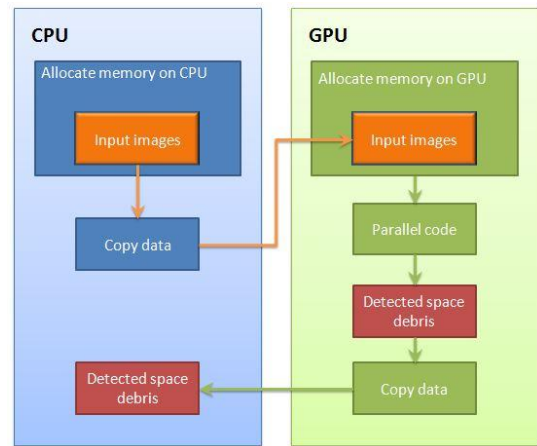 CPU
Allocate memory on CPU
Input images
Copy data
Detected space
debris
GPU
Allocate memory on GPU
Input images
Parallel code
Detected space
debris
Copy data